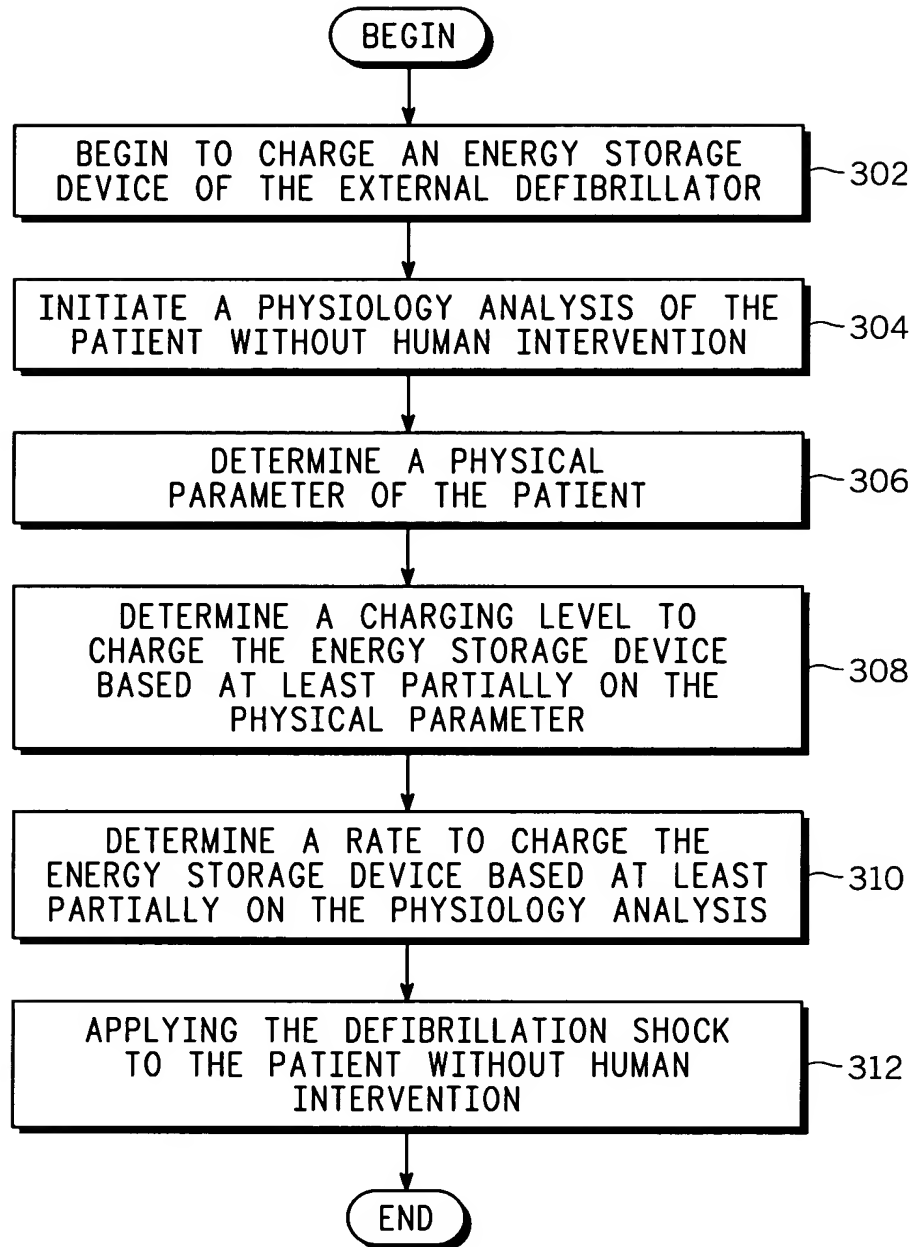 BEGIN
BEGIN TO CHARGE AN ENERGY STORAGE
DEVICE OF THE EXTERNAL DEFIBRILLATOR
302
INITIATE A PHYSIOLOGY ANALYSIS OF THE
PATIENT WITHOUT HUMAN INTERVENTION
304
DETERMINE A PHYSICAL
PARAMETER OF THE PATIENT
306
DETERMINE A CHARGING LEVEL TO
CHARGE THE ENERGY STORAGE DEVICE
BASED AT LEAST PARTIALLY ON THE
PHYSICAL PARAMETER
308
DETERMINE A RATE TO CHARGE THE
ENERGY STORAGE DEVICE BASED AT LEAST
PARTIALLY ON THE PHYSIOLOGY ANALYSIS
310
APPLYING THE DEFIBRILLATION SHOCK
TO THE PATIENT WITHOUT HUMAN
INTERVENTION
312
END